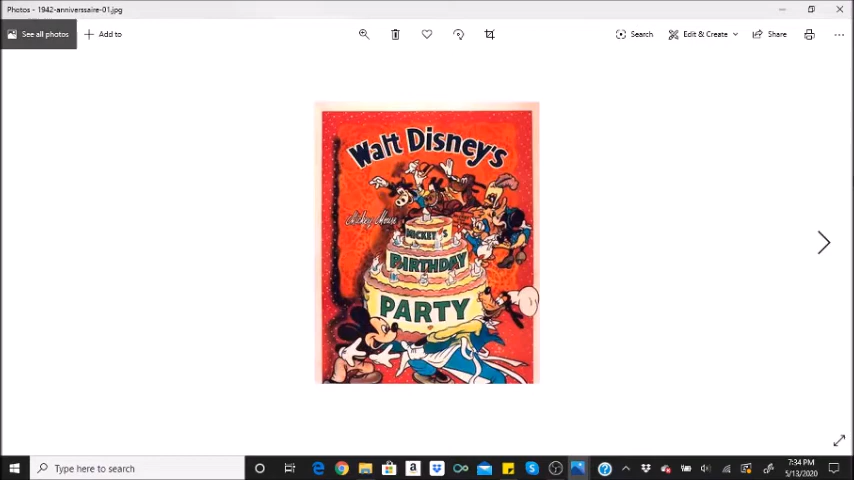 Photos - 1942-anniverssaire-01.jpg
See all photos
Add to
Search
Edit & Create
Share
Walt Disney's
Mickey Mouse
MICKEY'S
BIRTHDAY
PARTY
Type here to search
7:34 PM
5/13/2020